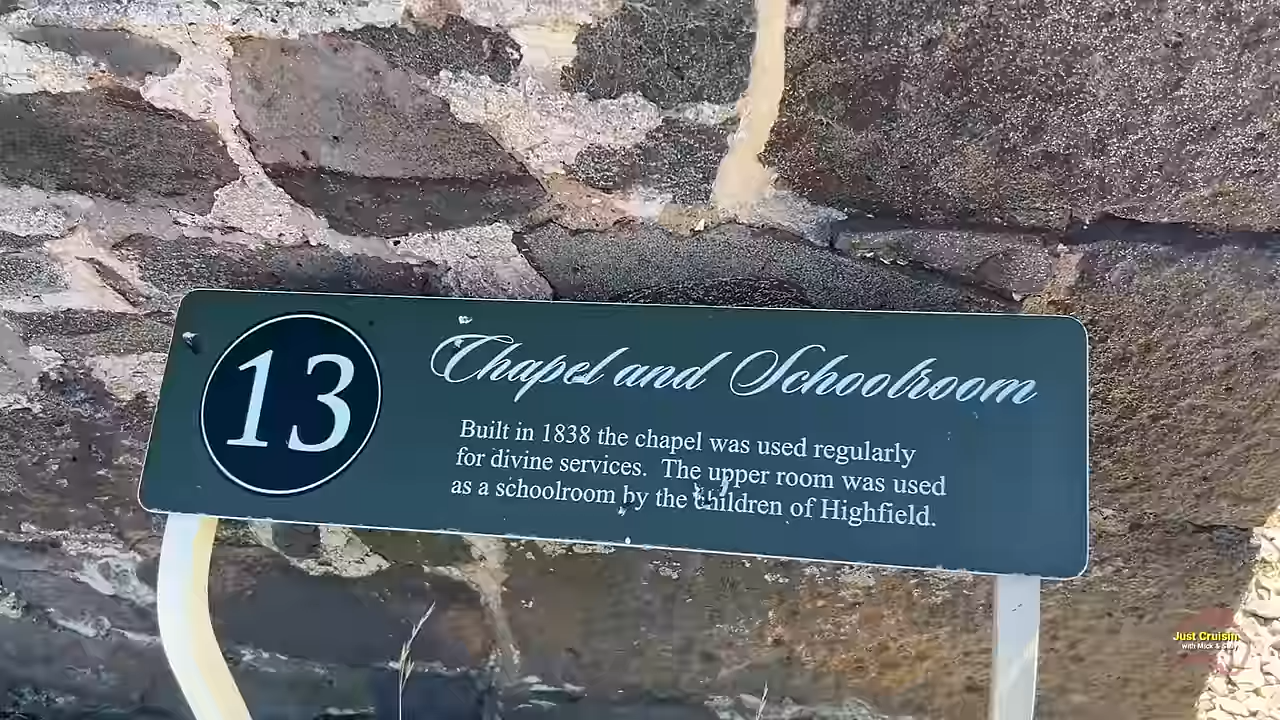 13
Chapel and Schoolroom
Built in 1838 the chapel was used regularly
for divine services. The upper room was used
as a schoolroom by the children of Highfield.
Just Cruisin
with Mick & Suzy